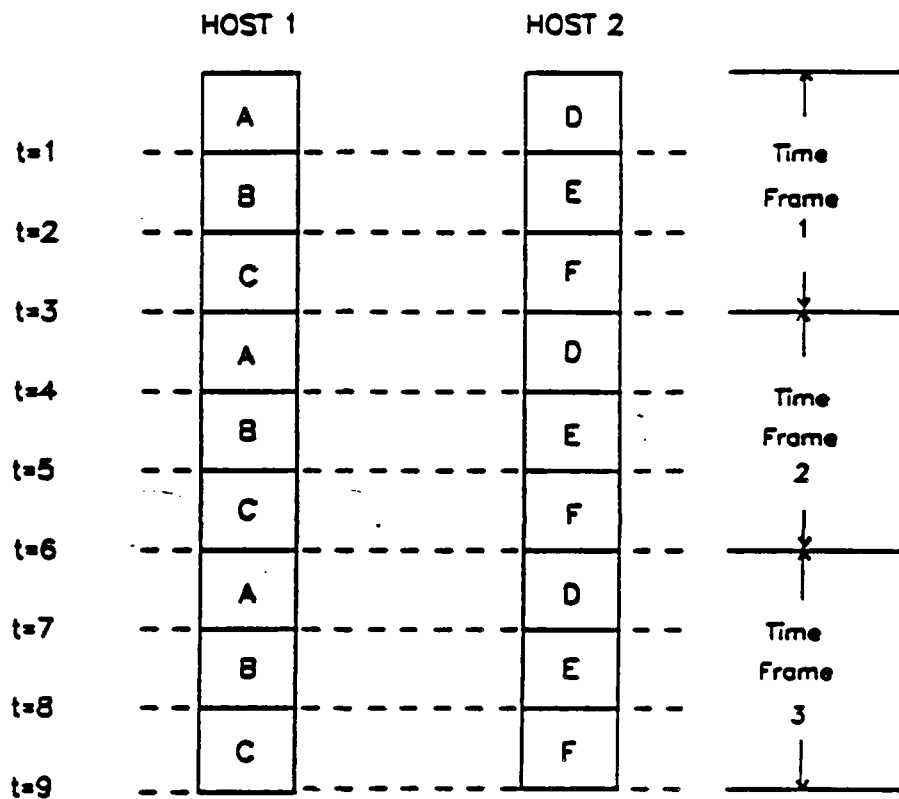 HOST 1 HOST 2
A D
t=1
Time
B E
Frame
1
t=2
C F
t=3
A D
t=4
Time
B E
Frame
2
t=5
C F
t=6
A D
t=7
Time
B E
Frame
3
t=8
C F
t=9